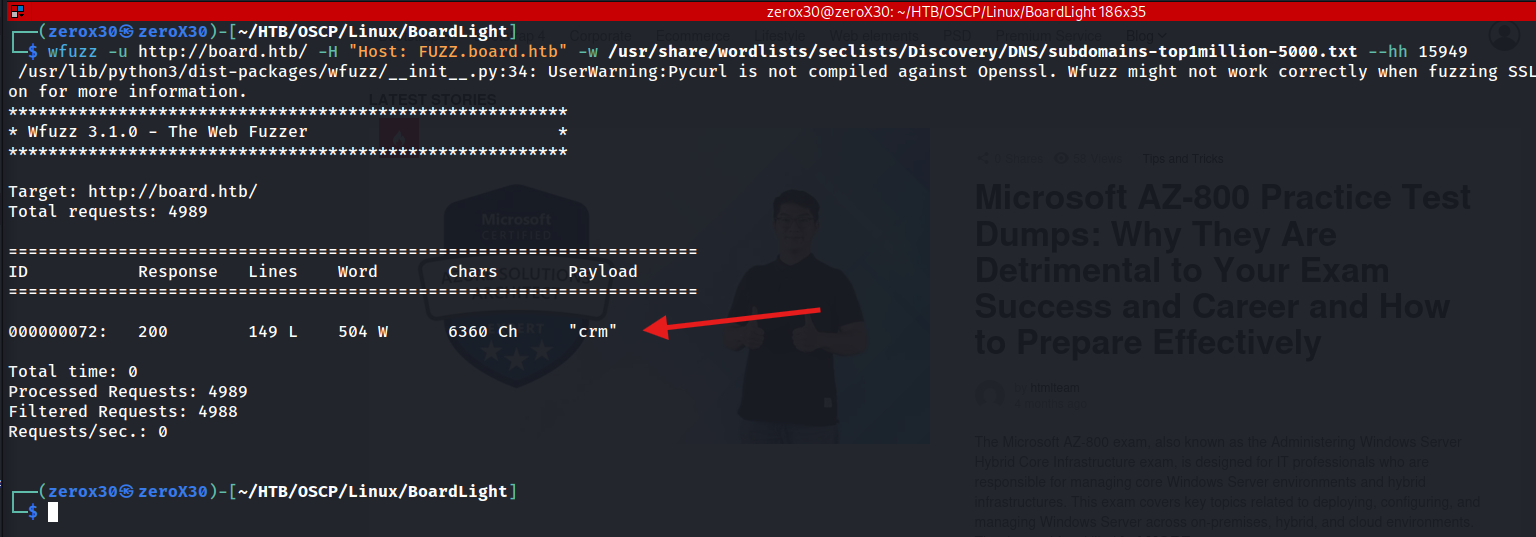 zerox30@zeroX30: ~/HTB/OSCP/Linux/BoardLight 186x35
┌──(zerox30㉿zeroX30)-[~/HTB/OSCP/Linux/BoardLight]
└─$ wfuzz -u http://board.htb/ -H "Host: FUZZ.board.htb" -w /usr/share/wordlists/seclists/Discovery/DNS/subdomains-top1million-5000.txt --hh 15949
/usr/lib/python3/dist-packages/wfuzz/__init__.py:34: UserWarning:Pycurl is not compiled against Openssl. Wfuzz might not work correctly when fuzzing SSL
on for more information.
LATEST STORIES
********************************************************
* Wfuzz 3.1.0 - The Web Fuzzer *
********************************************************
Target: http://board.htb/
Total requests: 4989
=====================================================================
ID Response Lines Word Chars Payload
=====================================================================
000000072: 200 149 L 504 W 6360 Ch "crm"
Total time: 0
Processed Requests: 4989
Filtered Requests: 4988
Requests/sec.: 0
┌──(zerox30㉿zeroX30)-[~/HTB/OSCP/Linux/BoardLight]
└─$
Microsoft
CERTIFIED
Tips and Tricks
Microsoft AZ-800 Practice Test
Dumps: Why They Are
Detrimental to Your Exam
Success and Career and How
to Prepare Effectively
The Microsoft AZ-800 exam, also known as the Administering Windows Server
Hybrid Core Infrastructure exam, is designed for IT professionals who are
responsible for managing core Windows Server environments and hybrid
infrastructures. This exam covers key topics related to deploying, configuring, and
managing Windows Server across on-premises, hybrid, and cloud environments